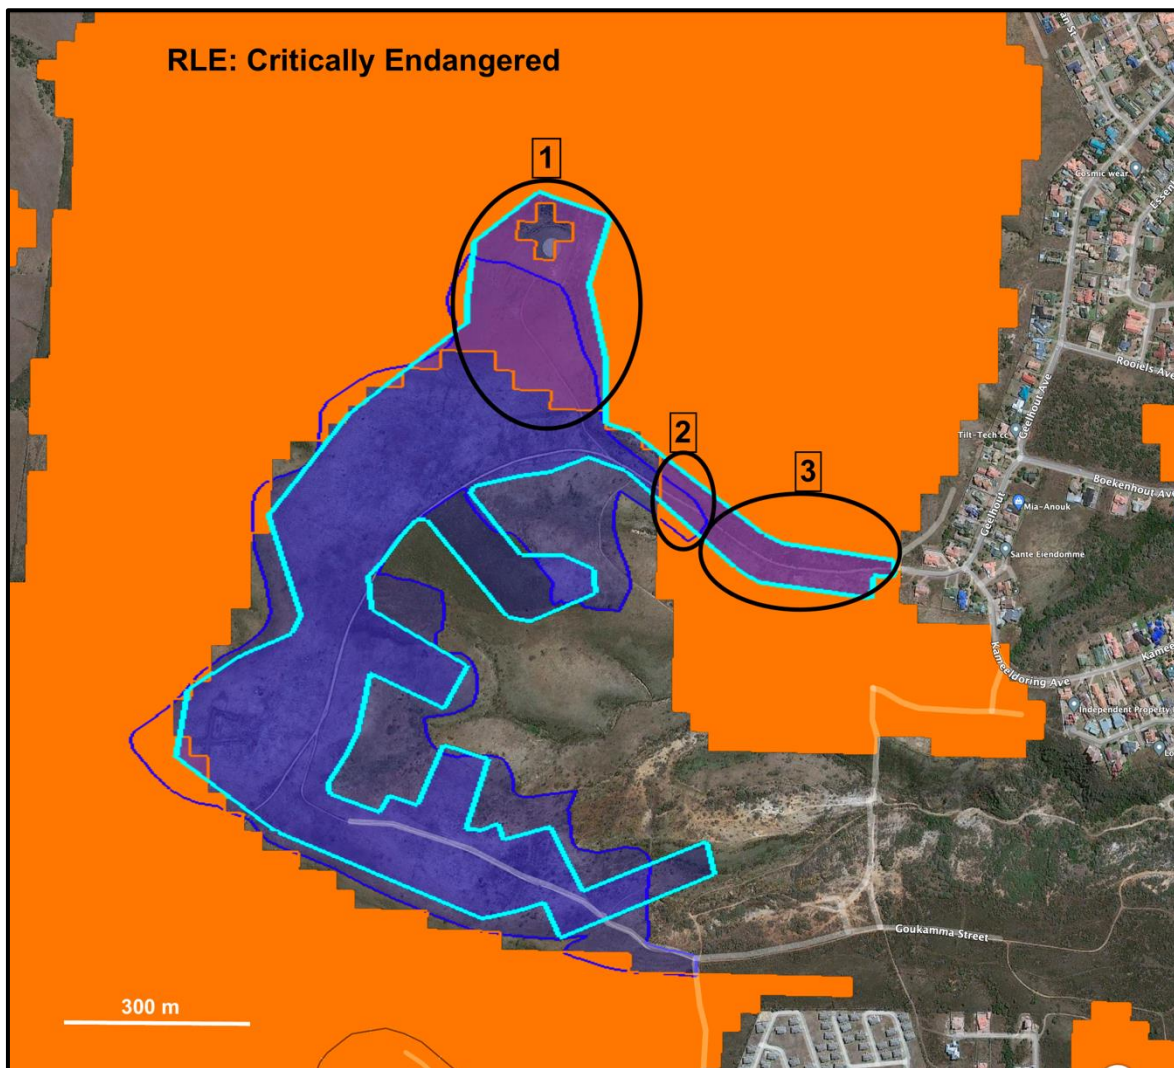 RLE: Critically Endangered
1
2
3
Cosmic wear
Rooiels Ave
Geelhout Ave
Tilt-Tech cc
Boekenhout Ave
Mia-Anouk
Geelhout
Sante Eiendomme
Kameeldoring Ave
Independent Property
Goukamma Street
300 m